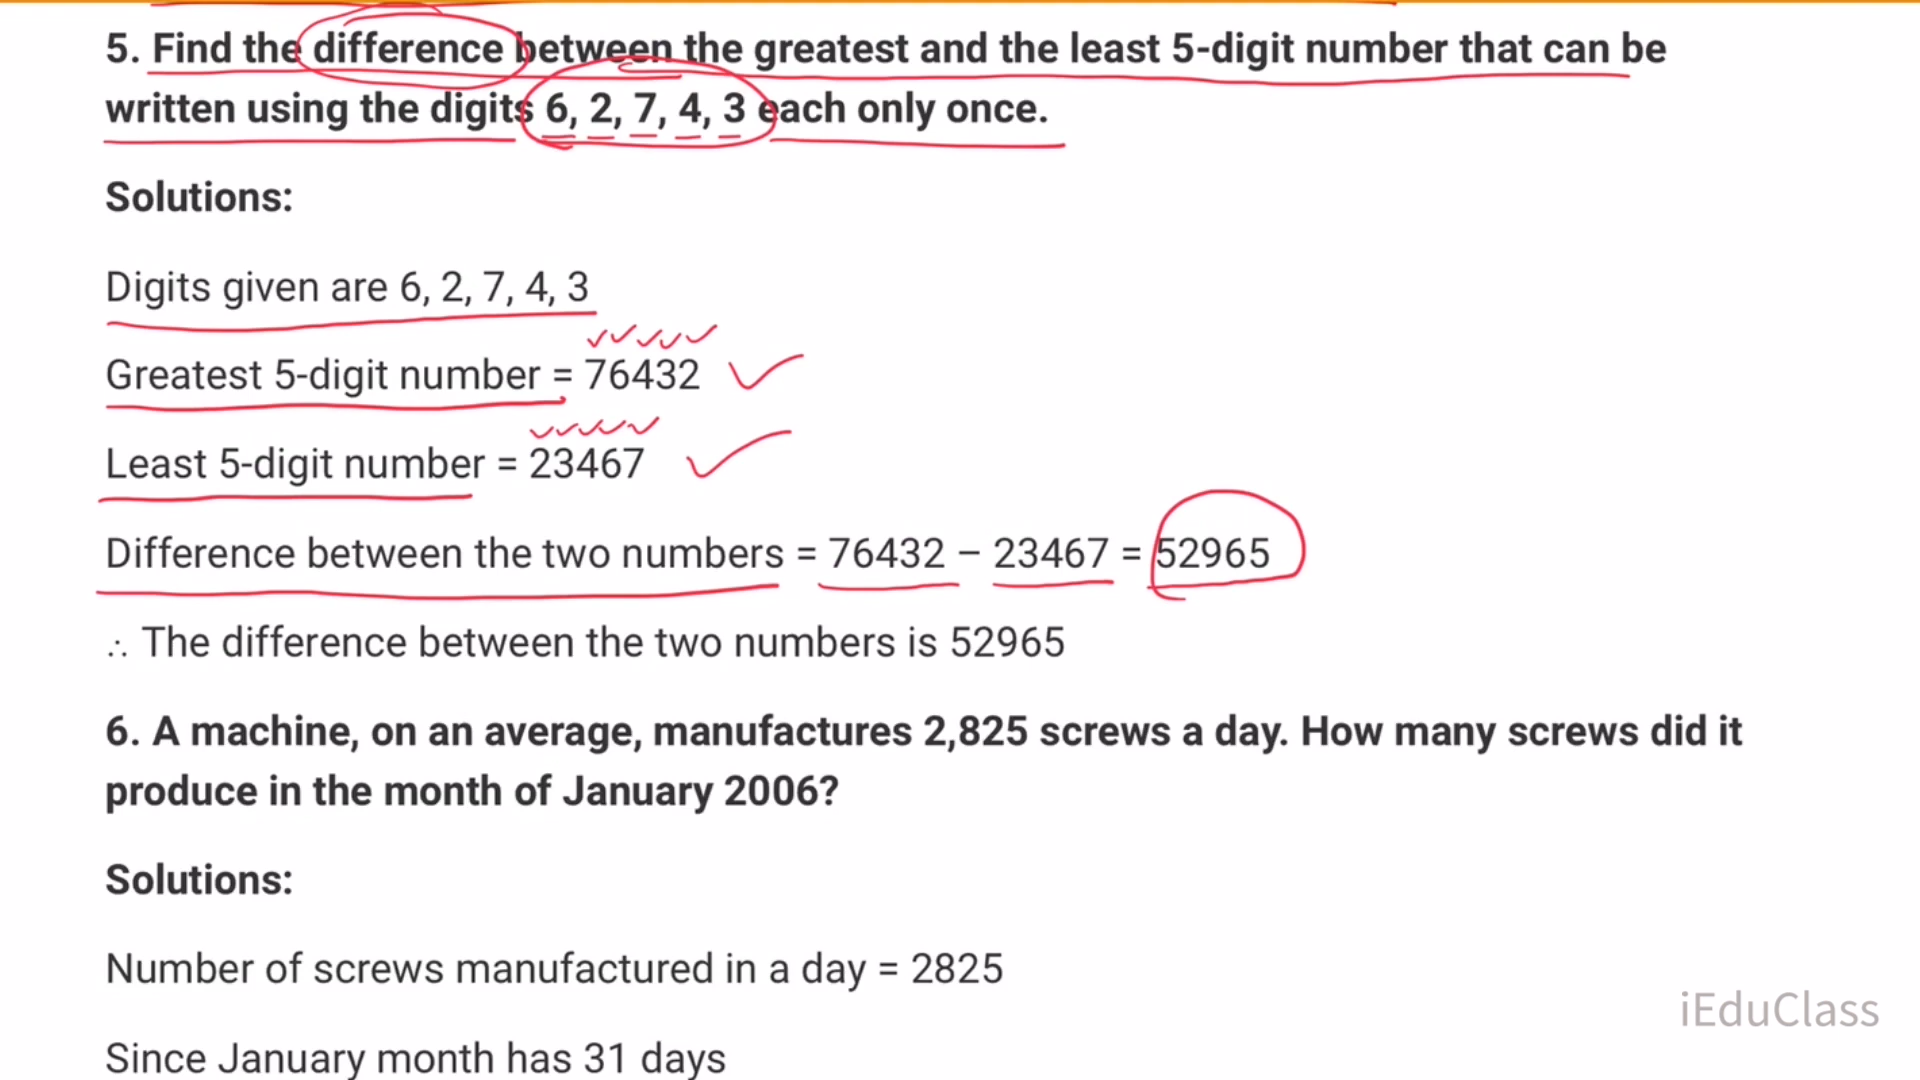 5. Find the difference between the greatest and the least 5-digit number that can be
written using the digits 6, 2, 7, 4, 3 each only once.
Solutions:
Digits given are 6, 2, 7, 4, 3
Greatest 5-digit number = 76432
Least 5-digit number = 23467
Difference between the two numbers = 76432 – 23467 = 52965
∴ The difference between the two numbers is 52965
6. A machine, on an average, manufactures 2,825 screws a day. How many screws did it
produce in the month of January 2006?
Solutions:
Number of screws manufactured in a day = 2825
iEduClass
Since January month has 31 days